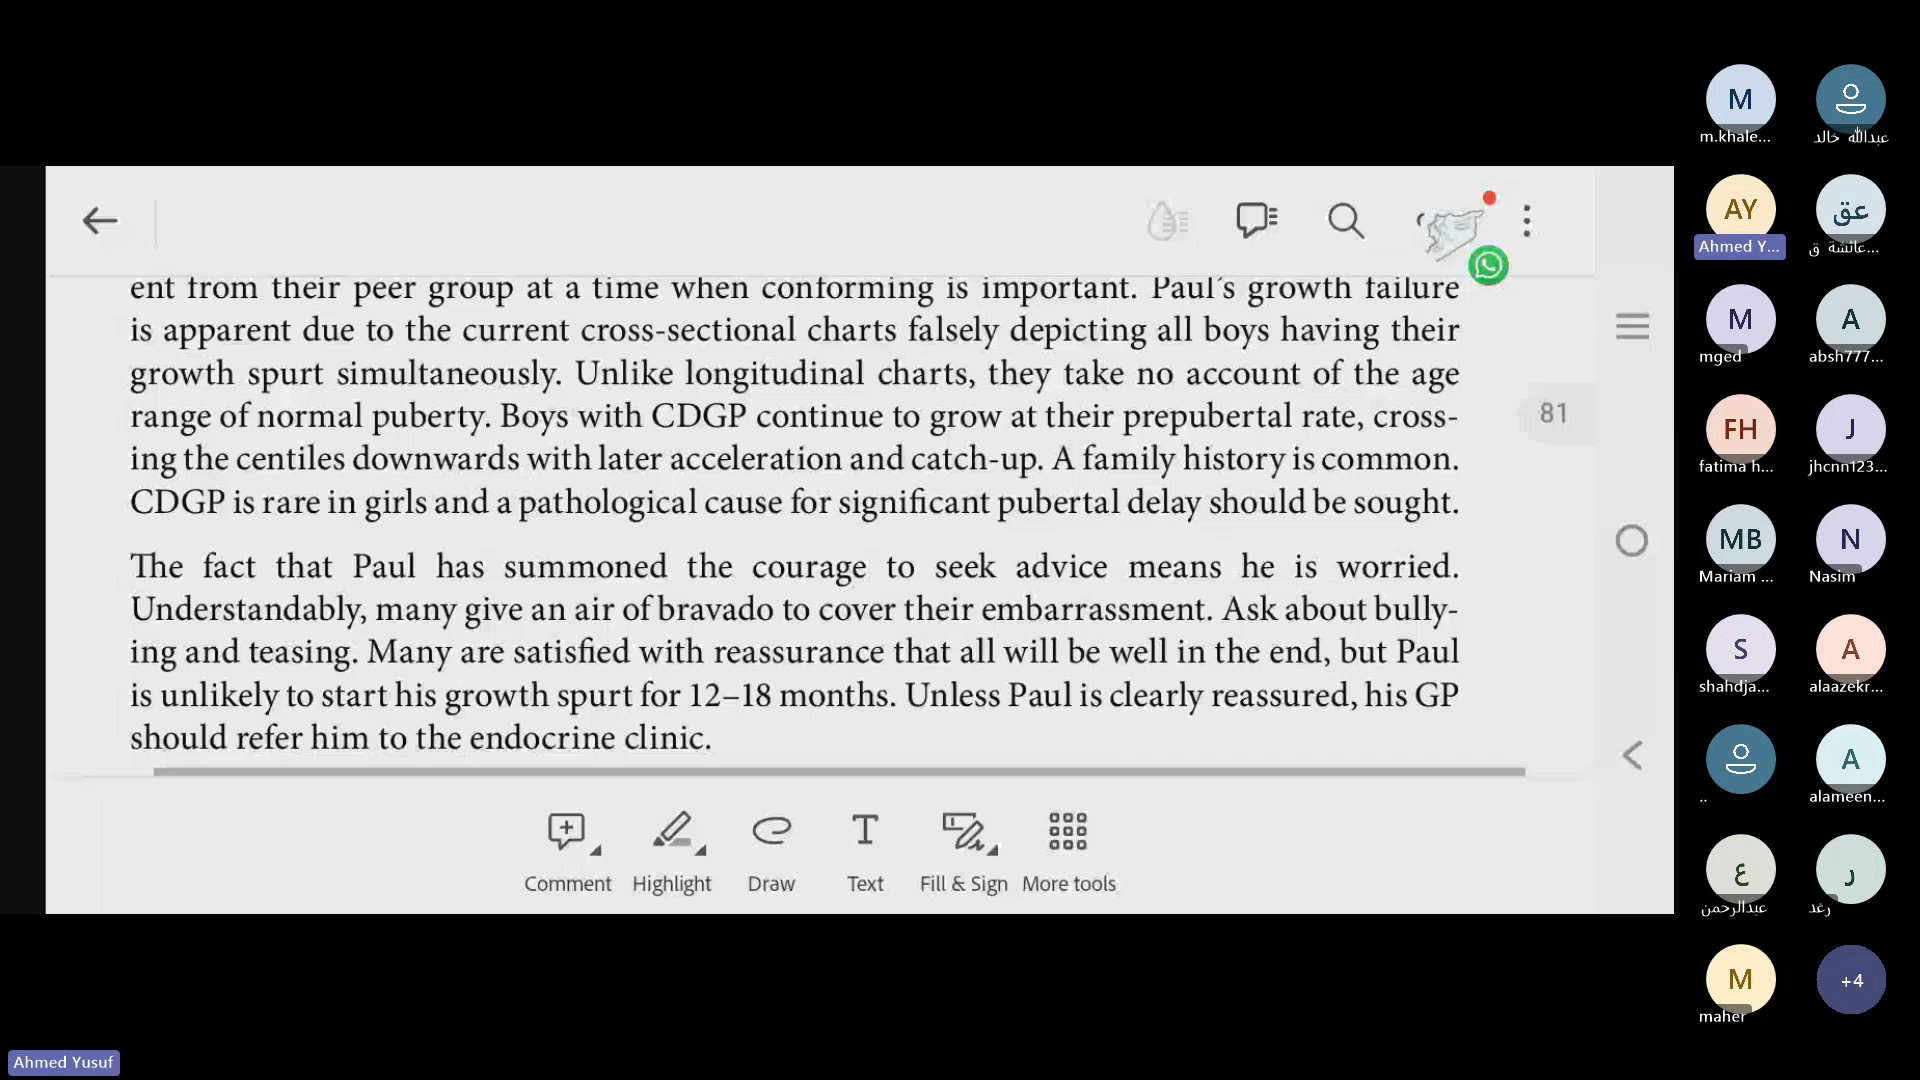 ent from their peer group at a time when conforming is important. Paul's growth failure
is apparent due to the current cross-sectional charts falsely depicting all boys having their
growth spurt simultaneously. Unlike longitudinal charts, they take no account of the age
range of normal puberty. Boys with CDGP continue to grow at their prepubertal rate, cross-
ing the centiles downwards with later acceleration and catch-up. A family history is common.
CDGP is rare in girls and a pathological cause for significant pubertal delay should be sought.
The fact that Paul has summoned the courage to seek advice means he is worried.
Understandably, many give an air of bravado to cover their embarrassment. Ask about bully-
ing and teasing. Many are satisfied with reassurance that all will be well in the end, but Paul
is unlikely to start his growth spurt for 12–18 months. Unless Paul is clearly reassured, his GP
should refer him to the endocrine clinic.
81
Comment
Highlight
Draw
T
Text
Fill & Sign
More tools
M
m.khale...
عبدالله خالد
AY
Ahmed Y...
عق
عائشة ق...
M
mged
A
absh777...
FH
fatima h...
J
jhcnn123...
MB
Mariam ...
N
Nasim
S
shahdja...
A
alaazekr...
..
A
alameen...
ع
عبدالرحمن
ر
رغد
M
maher
+4
Ahmed Yusuf